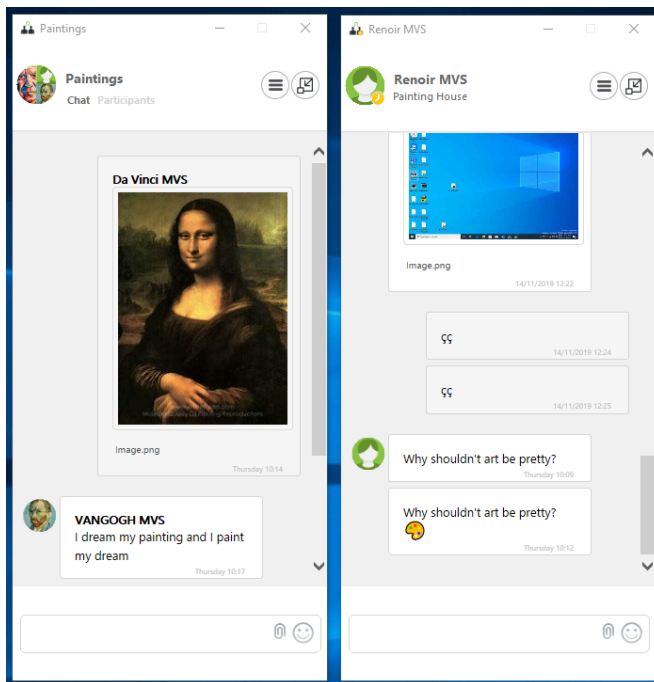 Paintings
Paintings
Chat Participants
Da Vinci MVS
Image.png
Thursday 10:14
VANGOGH MVS
I dream my painting and I paint
my dream
Thursday 10:17
Renoir MVS
Renoir MVS
Painting House
Image.png
14/11/2019 12:22
çç
14/11/2019 12:24
çç
14/11/2019 12:25
Why shouldn't art be pretty?
Thursday 10:09
Why shouldn't art be pretty?
Thursday 10:12